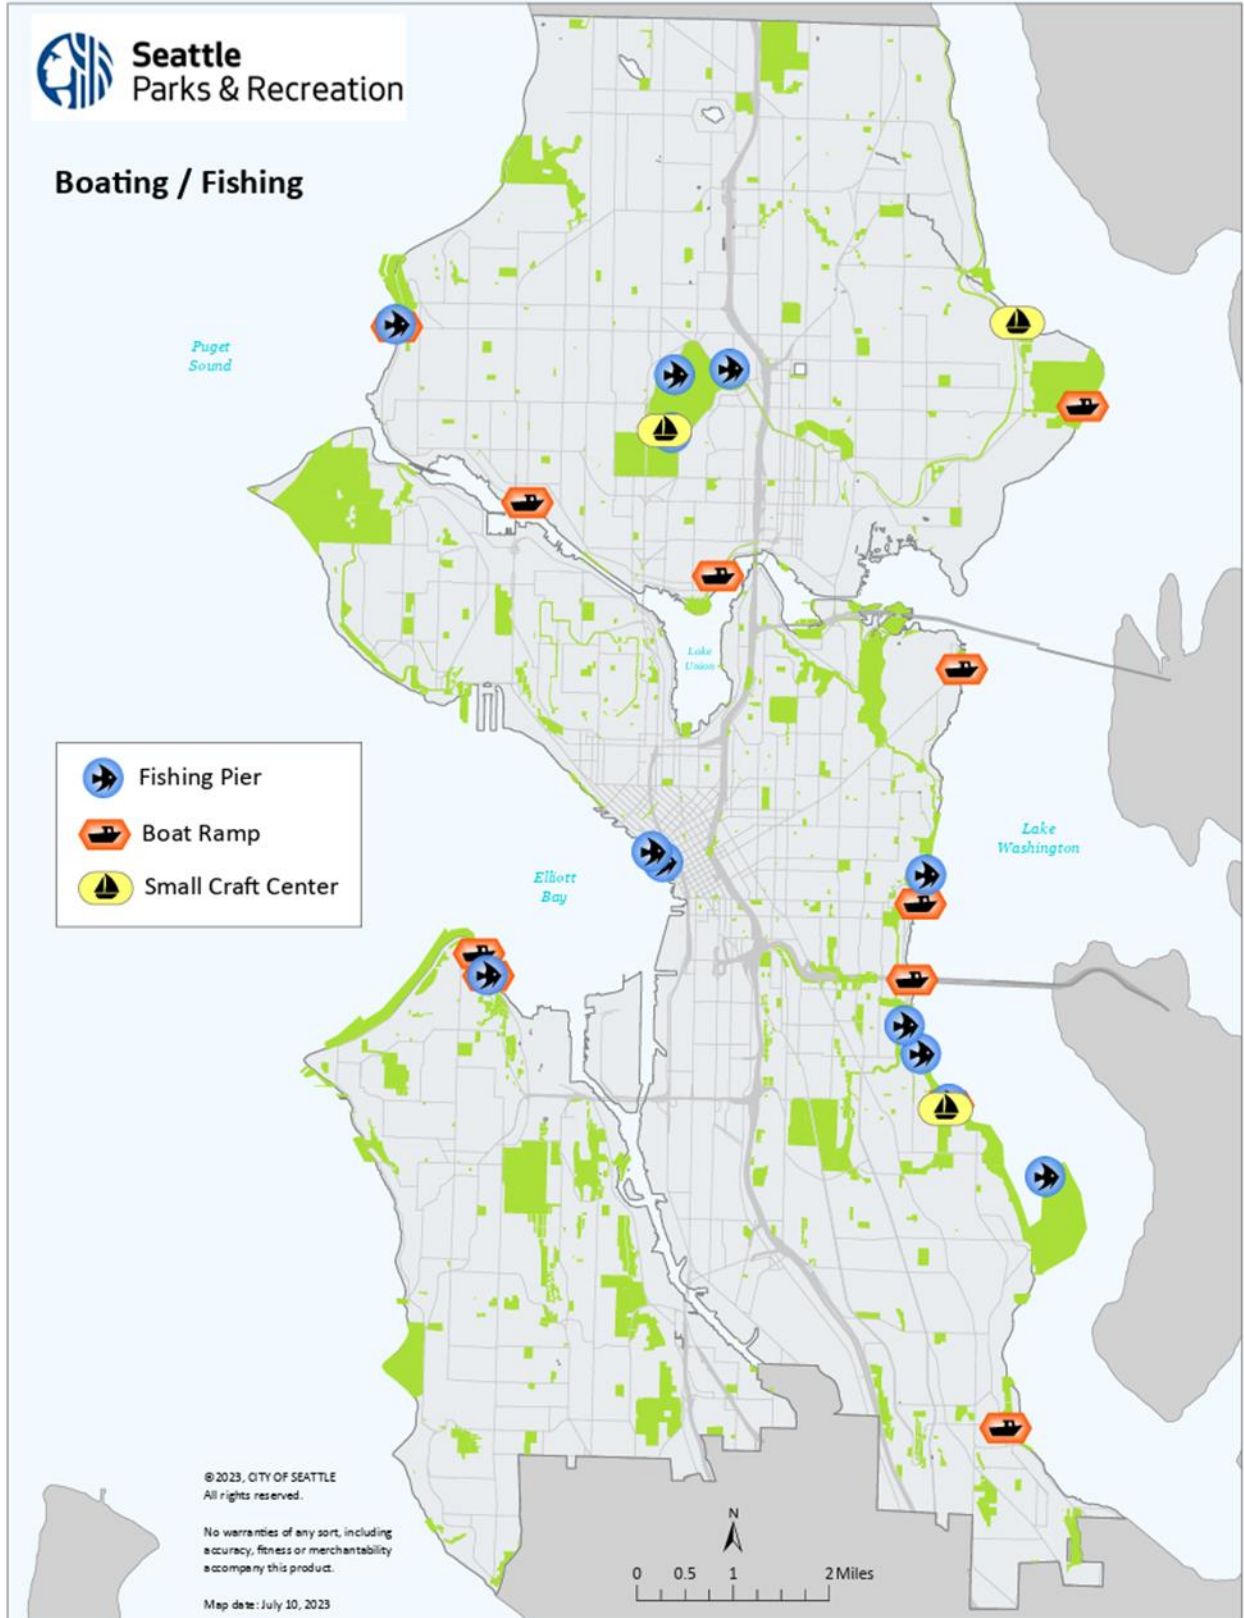 Seattle
Parks & Recreation
Boating / Fishing
Puget
Sound
Lake
Union
Fishing Pier
Boat Ramp
Small Craft Center
Lake
Washington
Elliott
Bay
©2023, CITY OF SEATTLE
All rights reserved.
No warranties of any sort, including
accuracy, fitness or merchantability
accompany this product.
Map date: July 10, 2023
N
0 0.5 1 2 Miles